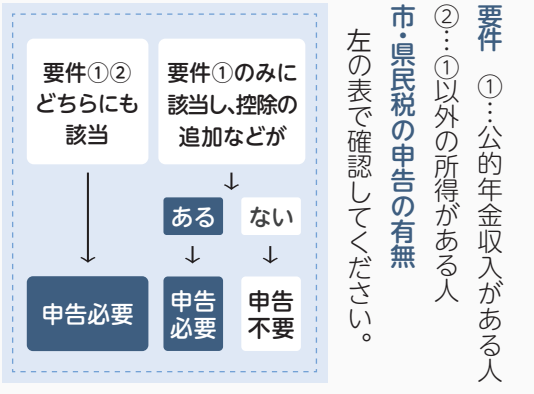 要件 ①…公的年金収入がある人
②…①以外の所得がある人
市・県民税の申告の有無
左の表で確認してください。
要件①②
どちらにも
該当
要件①のみに
該当し、控除の
追加などが
ある
ない
申告必要
申告
必要
申告
不要